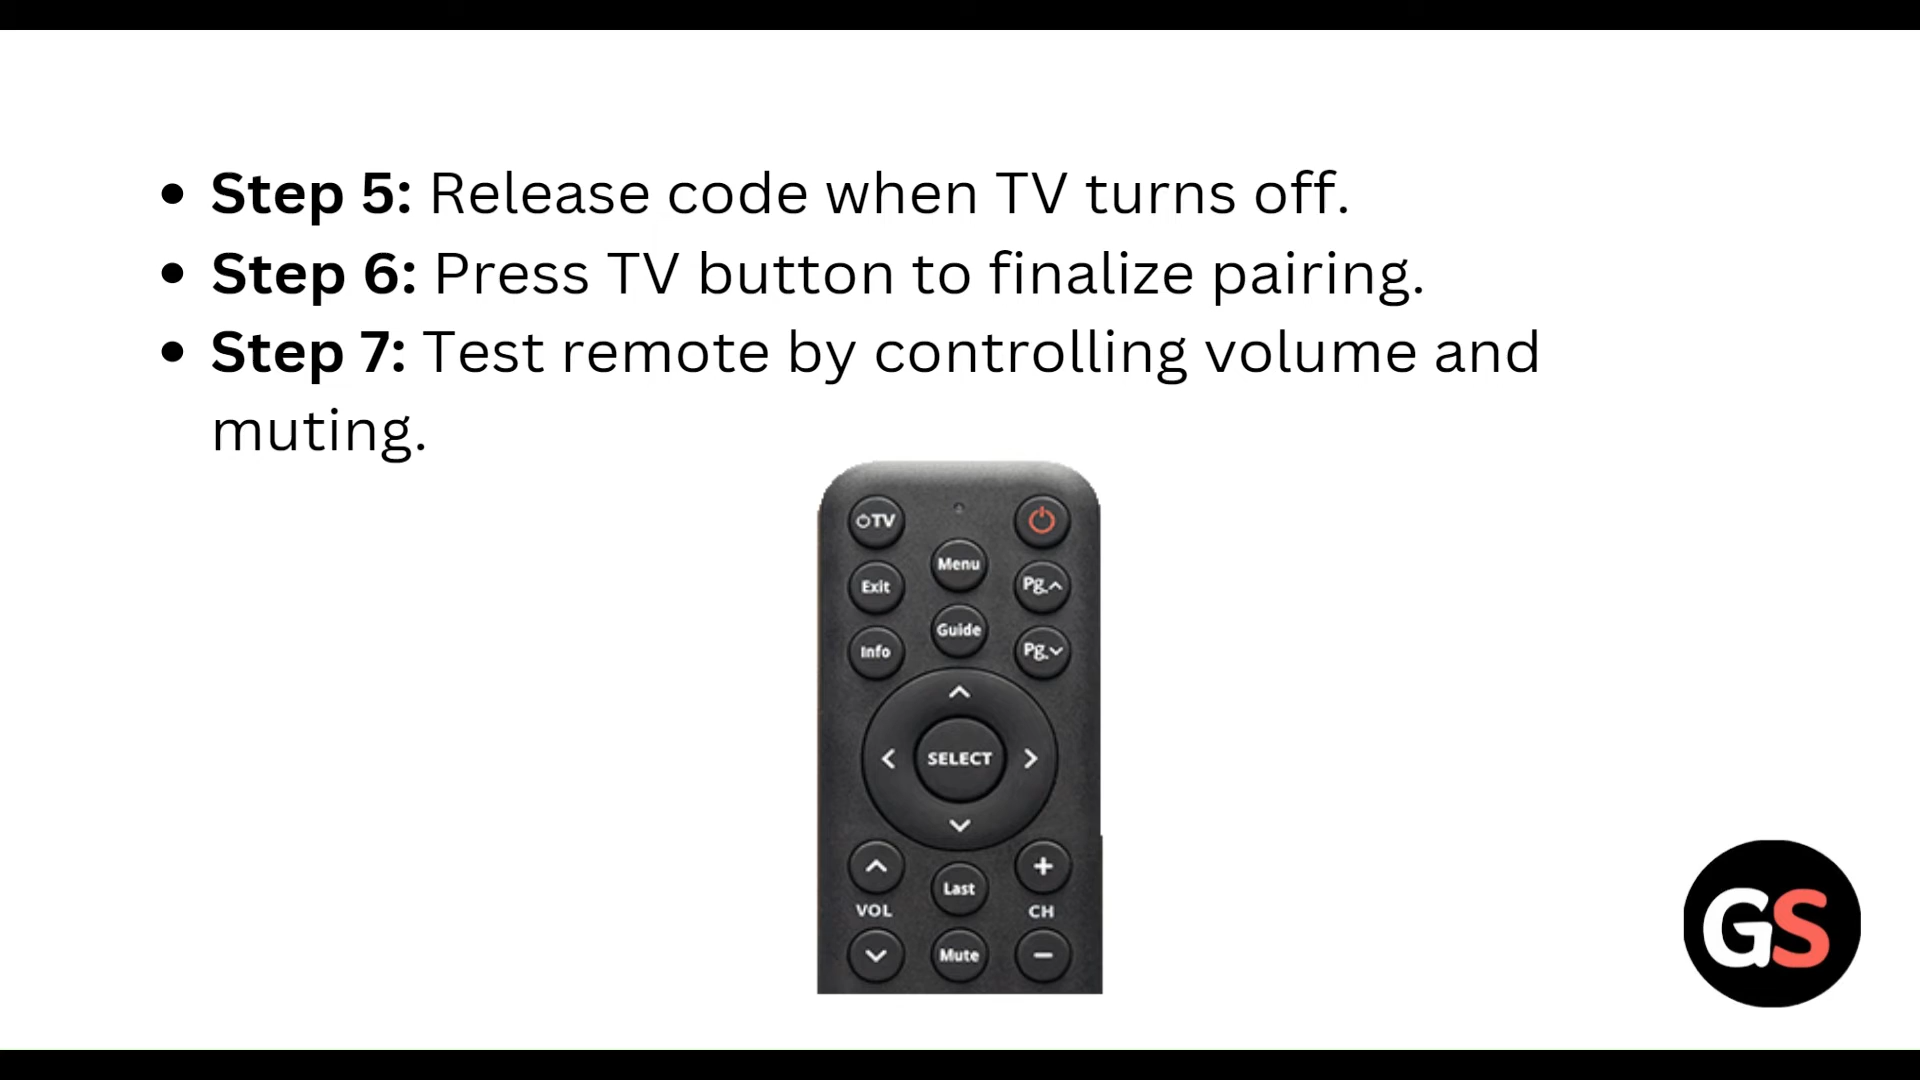 • Step 5: Release code when TV turns off.
• Step 6: Press TV button to finalize pairing.
• Step 7: Test remote by controlling volume and
muting.
TV
Menu
Exit
Pg.
Guide
Info
Pg.
SELECT
Last
VOL
CH
Mute
GS